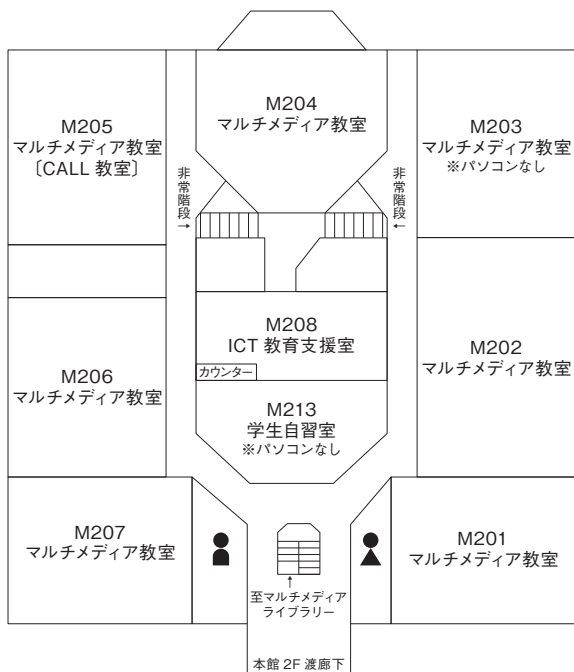 M205
マルチメディア教室
〔CALL 教室〕
M204
マルチメディア教室
M203
マルチメディア教室
※パソコンなし
非常階段
→
非常階段
←
M208
ICT 教育支援室
カウンター
M206
マルチメディア教室
M202
マルチメディア教室
M213
学生自習室
※パソコンなし
M207
マルチメディア教室
M201
マルチメディア教室
↑
至マルチメディア
ライブラリー
本館 2F 渡廊下